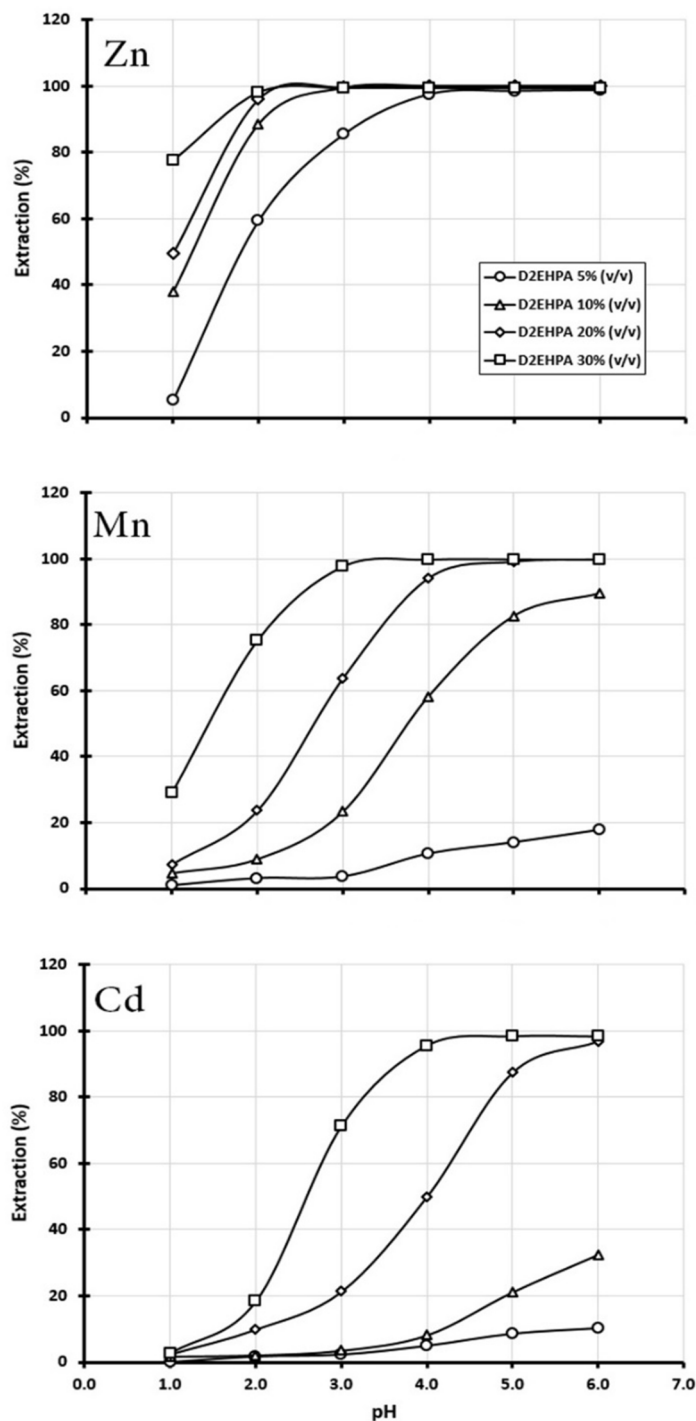 120
Zn
100
80
60
40
20
0
Extraction (%)
D2EHPA 5% (v/v)
D2EHPA 10% (v/v)
D2EHPA 20% (v/v)
D2EHPA 30% (v/v)
120
Mn
100
80
60
40
20
0
Extraction (%)
120
Cd
100
80
60
40
20
0
Extraction (%)
0.0 1.0 2.0 3.0 4.0 5.0 6.0 7.0
pH